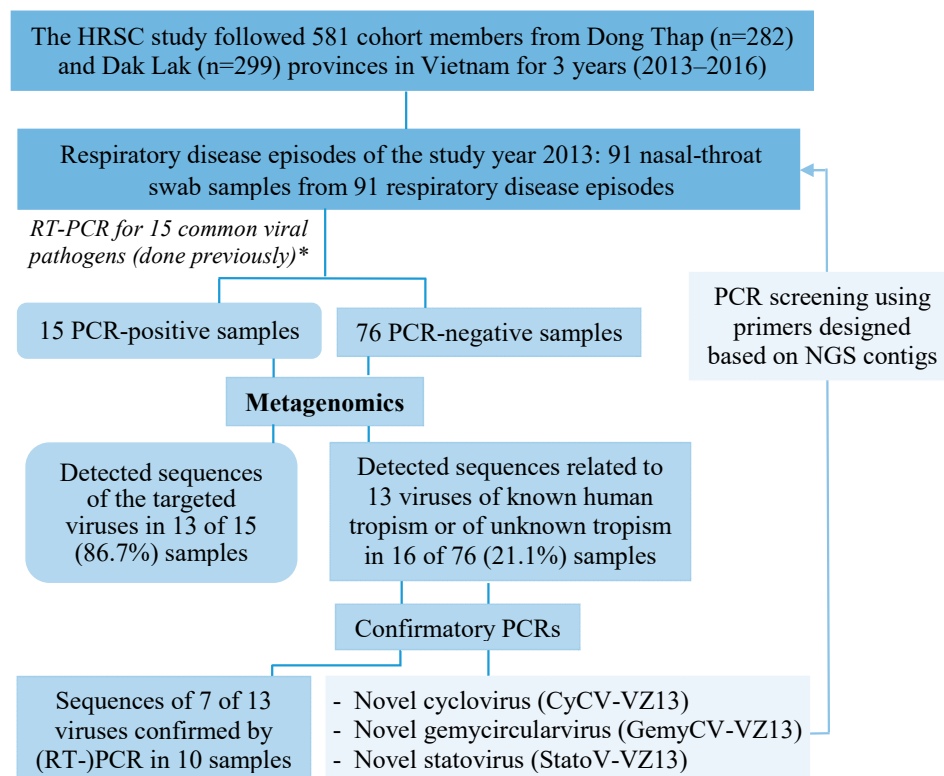 The HRSC study followed 581 cohort members from Dong Thap (n=282)
and Dak Lak (n=299) provinces in Vietnam for 3 years (2013–2016)
Respiratory disease episodes of the study year 2013: 91 nasal-throat
swab samples from 91 respiratory disease episodes
RT-PCR for 15 common viral
pathogens (done previously)*
15 PCR-positive samples
76 PCR-negative samples
PCR screening using
primers designed
based on NGS contigs
Metagenomics
Detected sequences
of the targeted
viruses in 13 of 15
(86.7%) samples
Detected sequences related to
13 viruses of known human
tropism or of unknown tropism
in 16 of 76 (21.1%) samples
Confirmatory PCRs
Sequences of 7 of 13
viruses confirmed by
(RT-)PCR in 10 samples
- Novel cyclovirus (CyCV-VZ13)
- Novel gemycircularvirus (GemyCV-VZ13)
- Novel statovirus (StatoV-VZ13)